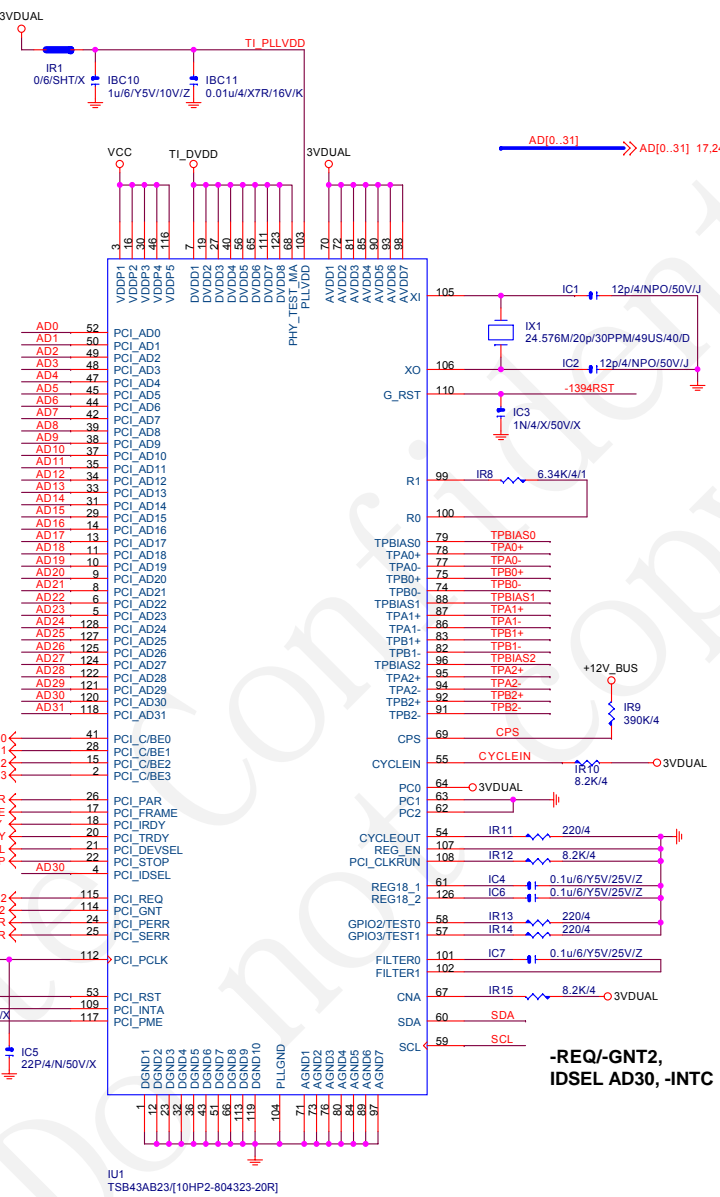 3VDUAL
TI_PLLVDD
IR1
0/6/SHT/X
IBC10
1u/6/Y5V/10V/Z
IBC11
0.01u/4/X7R/16V/K
VCC
TI_DVDD
3VDUAL
AD[0..31]
AD[0..31] 17,24
3 16 30 46 116
7 19 27 40 56 65 111 123 68 103
70 72 81 85 90 93 98
VDDP1 VDDP2 VDDP3 VDDP4 VDDP5
DVDD1 DVDD2 DVDD3 DVDD4 DVDD5 DVDD6 DVDD7 DVDD8 PHY_TEST_MA PLLVDD
AVDD1 AVDD2 AVDD3 AVDD4 AVDD5 AVDD6 AVDD7
AD0 52 PCI_AD0
AD1 50 PCI_AD1
AD2 49 PCI_AD2
AD3 48 PCI_AD3
AD4 47 PCI_AD4
AD5 45 PCI_AD5
AD6 44 PCI_AD6
AD7 42 PCI_AD7
AD8 39 PCI_AD8
AD9 38 PCI_AD9
AD10 37 PCI_AD10
AD11 35 PCI_AD11
AD12 34 PCI_AD12
AD13 33 PCI_AD13
AD14 31 PCI_AD14
AD15 29 PCI_AD15
AD16 14 PCI_AD16
AD17 13 PCI_AD17
AD18 11 PCI_AD18
AD19 10 PCI_AD19
AD20 9 PCI_AD20
AD21 8 PCI_AD21
AD22 6 PCI_AD22
AD23 5 PCI_AD23
AD24 128 PCI_AD24
AD25 127 PCI_AD25
AD26 125 PCI_AD26
AD27 124 PCI_AD27
AD28 122 PCI_AD28
AD29 121 PCI_AD29
AD30 120 PCI_AD30
AD31 118 PCI_AD31
0 41 PCI_C/BE0
1 28 PCI_C/BE1
2 15 PCI_C/BE2
3 2 PCI_C/BE3
R 26 PCI_PAR
E 17 PCI_FRAME
18 PCI_IRDY
Y 20 PCI_TRDY
L 21 PCI_DEVSEL
P 22 PCI_STOP
AD30 4 PCI_IDSEL
2 115 PCI_REQ
2 114 PCI_GNT
R 24 PCI_PERR
R 25 PCI_SERR
112 PCI_PCLK
53 PCI_RST
109 PCI_INTA
117 PCI_PME
/X
IC5
22P/4/N/50V/X
XI 105
IC1 12p/4/NPO/50V/J
IX1
24.576M/20p/30PPM/49US/40/D
XO 106
IC2 12p/4/NPO/50V/J
G_RST 110 -1394RST
IC3
1N/4/X/50V/X
R1 99 IR8 6.34K/4/1
R0 100
TPBIAS0 79 TPBIAS0
TPA0+ 78 TPA0+
TPA0- 77 TPA0-
TPB0+ 75 TPB0+
TPB0- 74 TPB0-
TPBIAS1 88 TPBIAS1
TPA1+ 87 TPA1+
TPA1- 86 TPA1-
TPB1+ 83 TPB1+
TPB1- 82 TPB1-
TPBIAS2 96 TPBIAS2
TPA2+ 95 TPA2+
TPA2- 94 TPA2-
TPB2+ 92 TPB2+
TPB2- 91 TPB2-
+12V_BUS
IR9
390K/4
CPS 69 CPS
CYCLEIN 55 CYCLEIN
IR10
8.2K/4
3VDUAL
PC0 64 3VDUAL
PC1 63
PC2 62
CYCLEOUT 54 IR11 220/4
REG_EN 107
PCI_CLKRUN 108 IR12 8.2K/4
REG18_1 61 IC4 0.1u/6/Y5V/25V/Z
REG18_2 126 IC6 0.1u/6/Y5V/25V/Z
GPIO2/TEST0 58 IR13 220/4
GPIO3/TEST1 57 IR14 220/4
FILTER0 101 IC7 0.1u/6/Y5V/25V/Z
FILTER1 102
CNA 67 IR15 8.2K/4 3VDUAL
SDA 60 SDA
SCL 59 SCL
-REQ/-GNT2,
IDSEL AD30, -INTC
DGND1 DGND2 DGND3 DGND4 DGND5 DGND6 DGND7 DGND8 DGND9 DGND10 PLLGND AGND1 AGND2 AGND3 AGND4 AGND5 AGND6 AGND7
1 12 23 32 36 43 51 66 113 119 104 71 73 76 80 84 89 97
IU1
TSB43AB23/[10HP2-804323-20R]